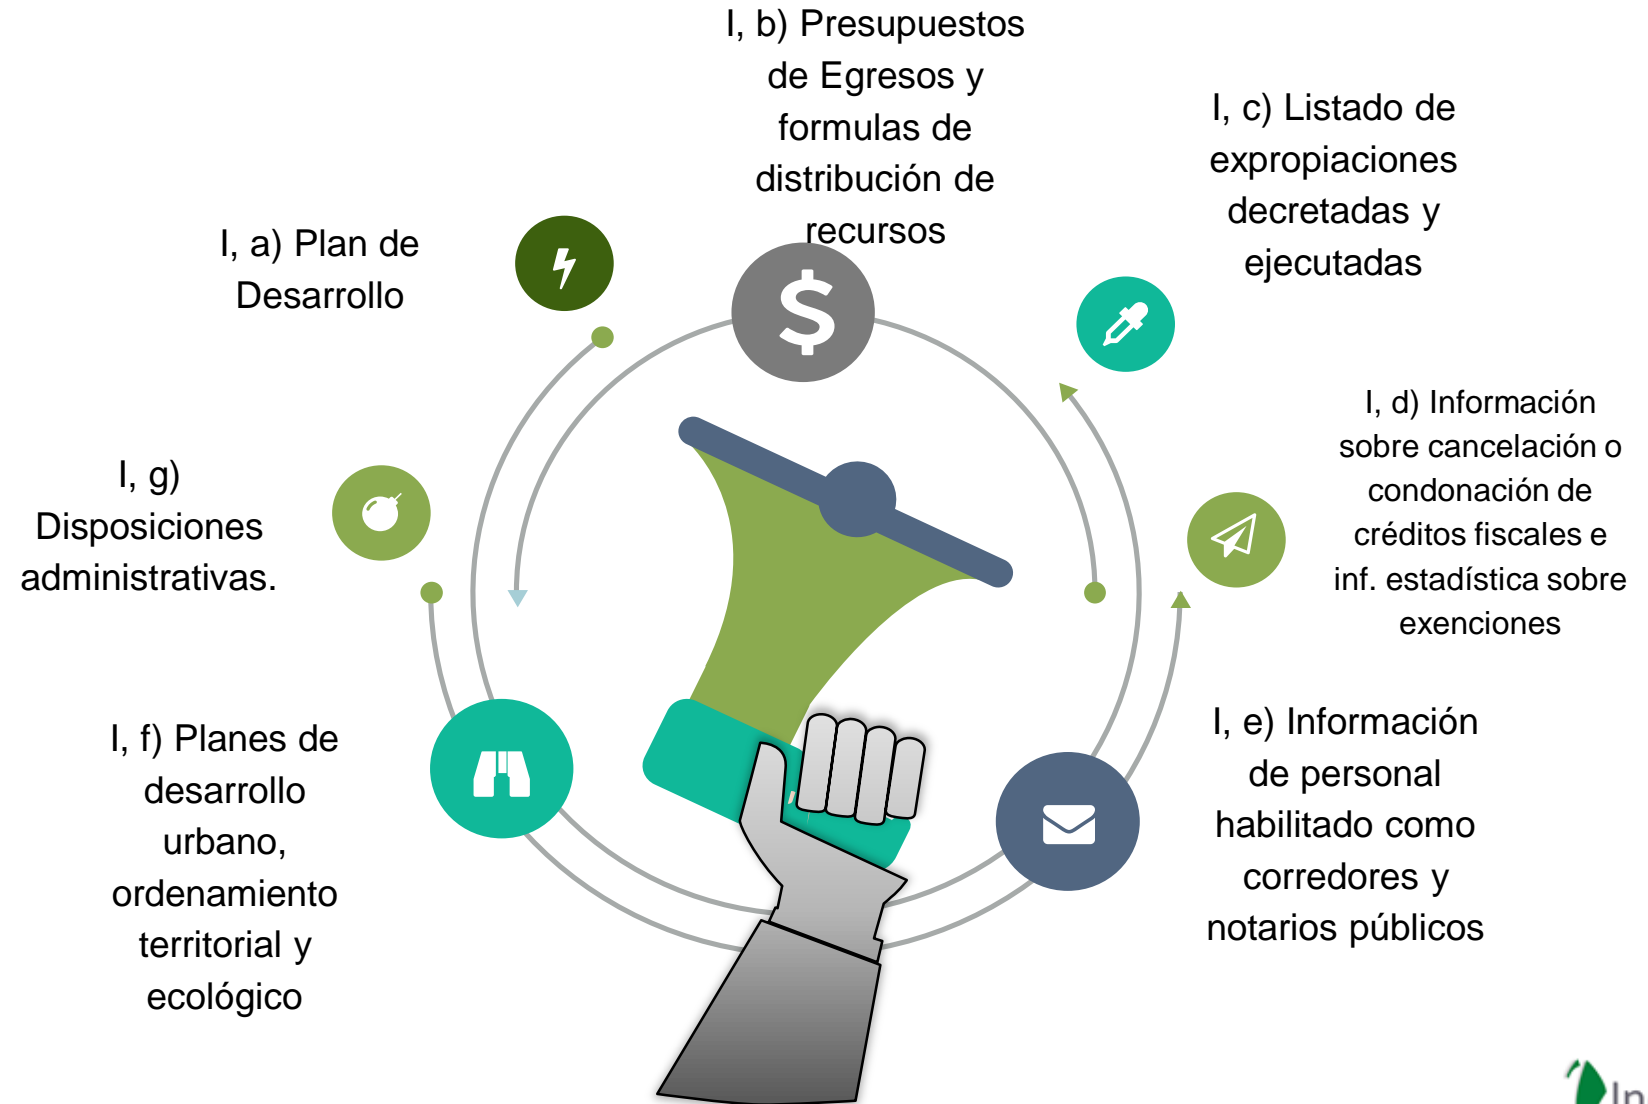 I, b) Presupuestos
de Egresos y
formulas de
distribución de
recursos
I, c) Listado de
expropiaciones
decretadas y
ejecutadas
I, a) Plan de
Desarrollo
$
I, d) Información
sobre cancelación o
condonación de
créditos fiscales e
inf. estadística sobre
exenciones
I, g)
Disposiciones
administrativas.
I, f) Planes de
desarrollo
urbano,
ordenamiento
territorial y
ecológico
I, e) Información
de personal
habilitado como
corredores y
notarios públicos